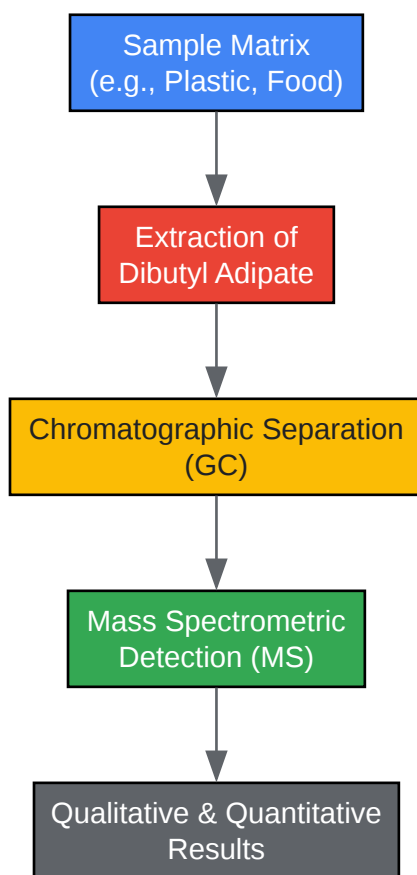 Sample Matrix
(e.g., Plastic, Food)
Extraction of
Dibutyl Adipate
Chromatographic Separation
(GC)
Mass Spectrometric
Detection (MS)
Qualitative & Quantitative
Results